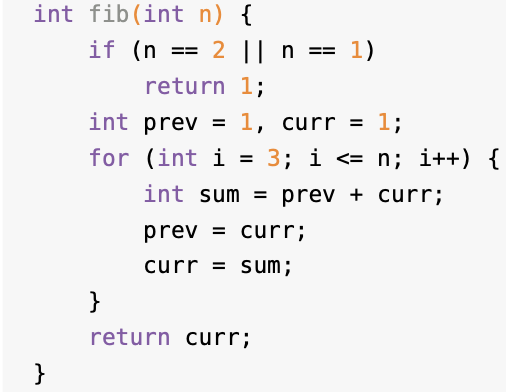 int fib(int n) {
    if (n == 2 || n == 1)
        return 1;
    int prev = 1, curr = 1;
    for (int i = 3; i <= n; i++) {
        int sum = prev + curr;
        prev = curr;
        curr = sum;
    }
    return curr;
}